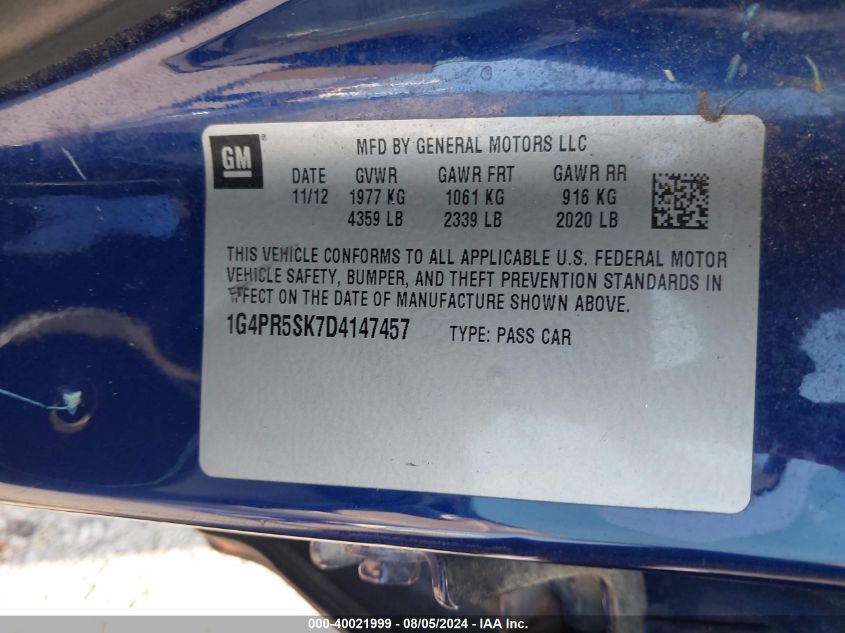 GM®
MFD BY GENERAL MOTORS LLC
DATE GVWR GAWR FRT GAWR RR
11/12 1977 KG 1061 KG 916 KG
4359 LB 2339 LB 2020 LB
THIS VEHICLE CONFORMS TO ALL APPLICABLE U.S. FEDERAL MOTOR
VEHICLE SAFETY, BUMPER, AND THEFT PREVENTION STANDARDS IN
EFFECT ON THE DATE OF MANUFACTURE SHOWN ABOVE.
1G4PR5SK7D4147457 TYPE: PASS CAR
000-40021999 - 08/05/2024 - IAA Inc.